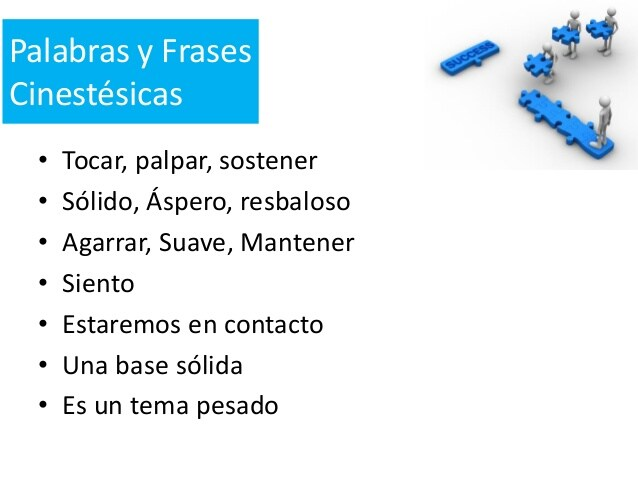 Palabras y Frases
Cinestésicas
SUCCESS
• Tocar, palpar, sostener
• Sólido, Áspero, resbaloso
• Agarrar, Suave, Mantener
• Siento
• Estaremos en contacto
• Una base sólida
• Es un tema pesado